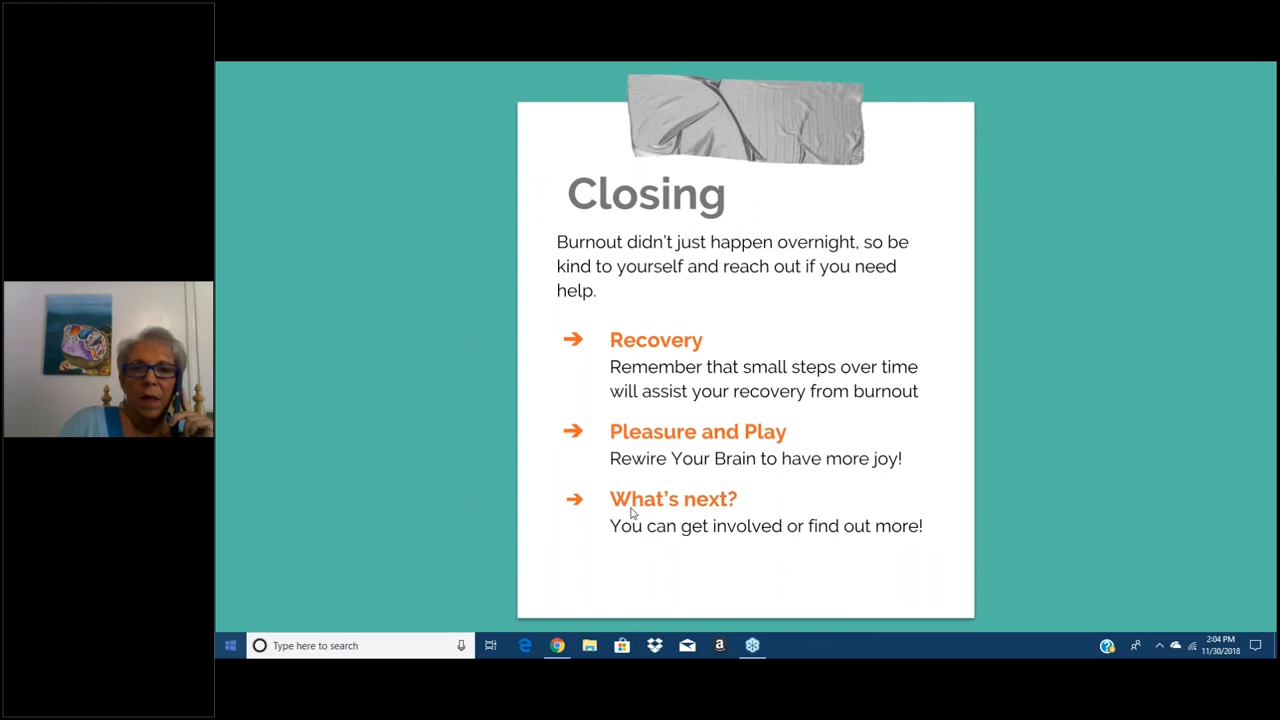 Closing
Burnout didn't just happen overnight, so be
kind to yourself and reach out if you need
help.
➔ Recovery
Remember that small steps over time
will assist your recovery from burnout
➔ Pleasure and Play
Rewire Your Brain to have more joy!
➔ What's next?
You can get involved or find out more!
Type here to search
2:04 PM
11/30/2018